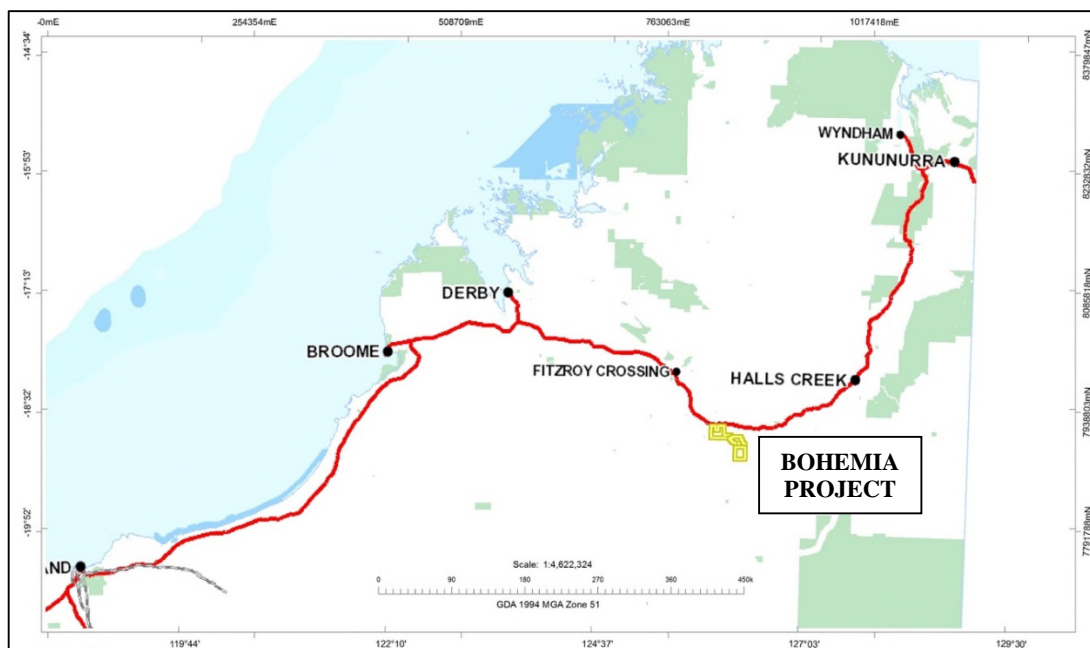 -0mE 254354mE 508709mE 763063mE 1017418mE
-14°34'
8379847mN
WYNDHAM
KUNUNURRA
-15°53'
8232832mN
-17°13'
DERBY
8085818mN
BROOME
FITZROY CROSSING
HALLS CREEK
-18°32'
7938803mN
BOHEMIA
PROJECT
-19°52'
7791788mN
AND
Scale: 1:4,622,324
0 90 180 270 360 450k
GDA 1994 MGA Zone 51
119°44' 122°10' 124°37' 127°03' 129°30'